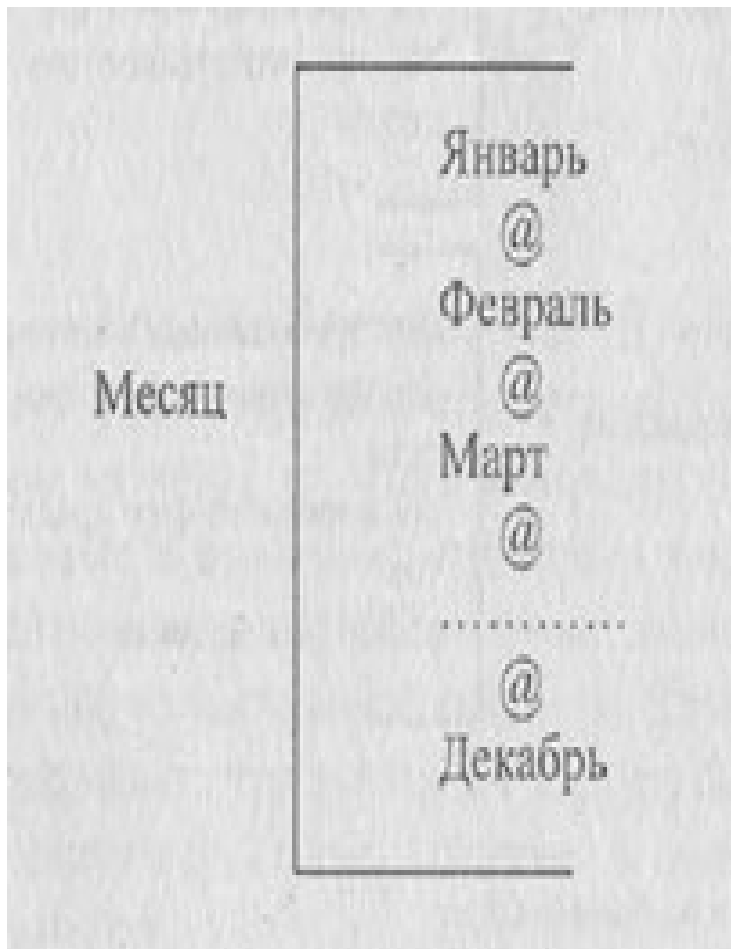 Январь
@
Февраль
@
Месяц
Март
@
............
@
Декабрь